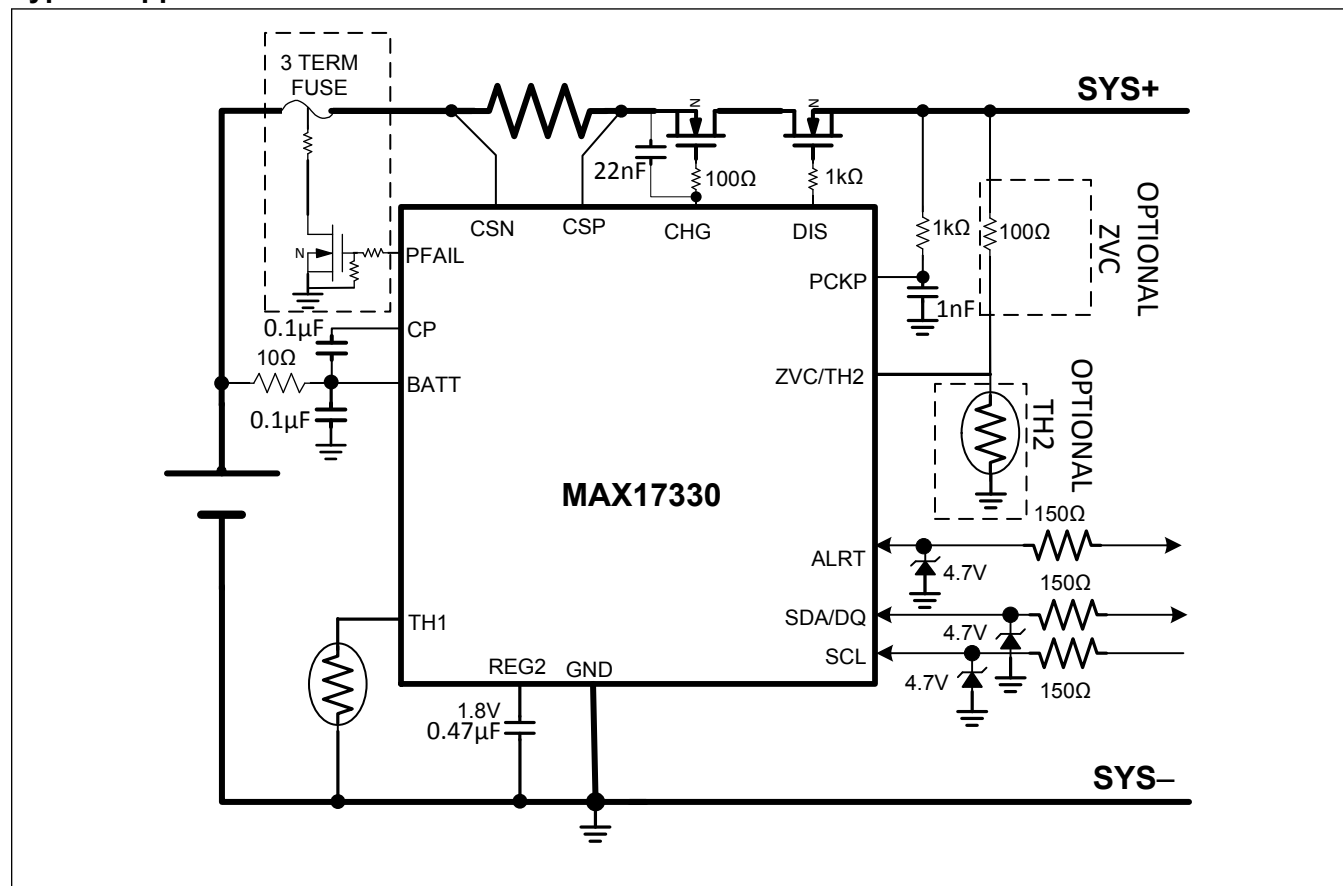 3 TERM
FUSE
SYS+
22nF
100Ω
1kΩ
CSN
CSP
CHG
DIS
1kΩ
100Ω
OPTIONAL
ZVC
PFAIL
PCKP
1nF
0.1µF
CP
10Ω
BATT
ZVC/TH2
0.1µF
OPTIONAL
TH2
MAX17330
150Ω
ALRT
4.7V
150Ω
SDA/DQ
4.7V
SCL
4.7V
150Ω
TH1
REG2
GND
1.8V
0.47µF
SYS–
N
N
N